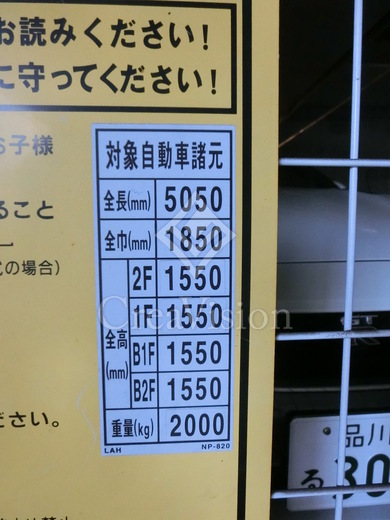 お読みください！
に守ってください！
お子様
対象自動車諸元
全長(mm) 5050
ること
全巾(mm) 1850
式の場合)
全高(mm)
2F 1550
1F 1550
B1F 1550
B2F 1550
ださい。
重量(kg) 2000
LAH NP-820
CreaVision
品川
る 30